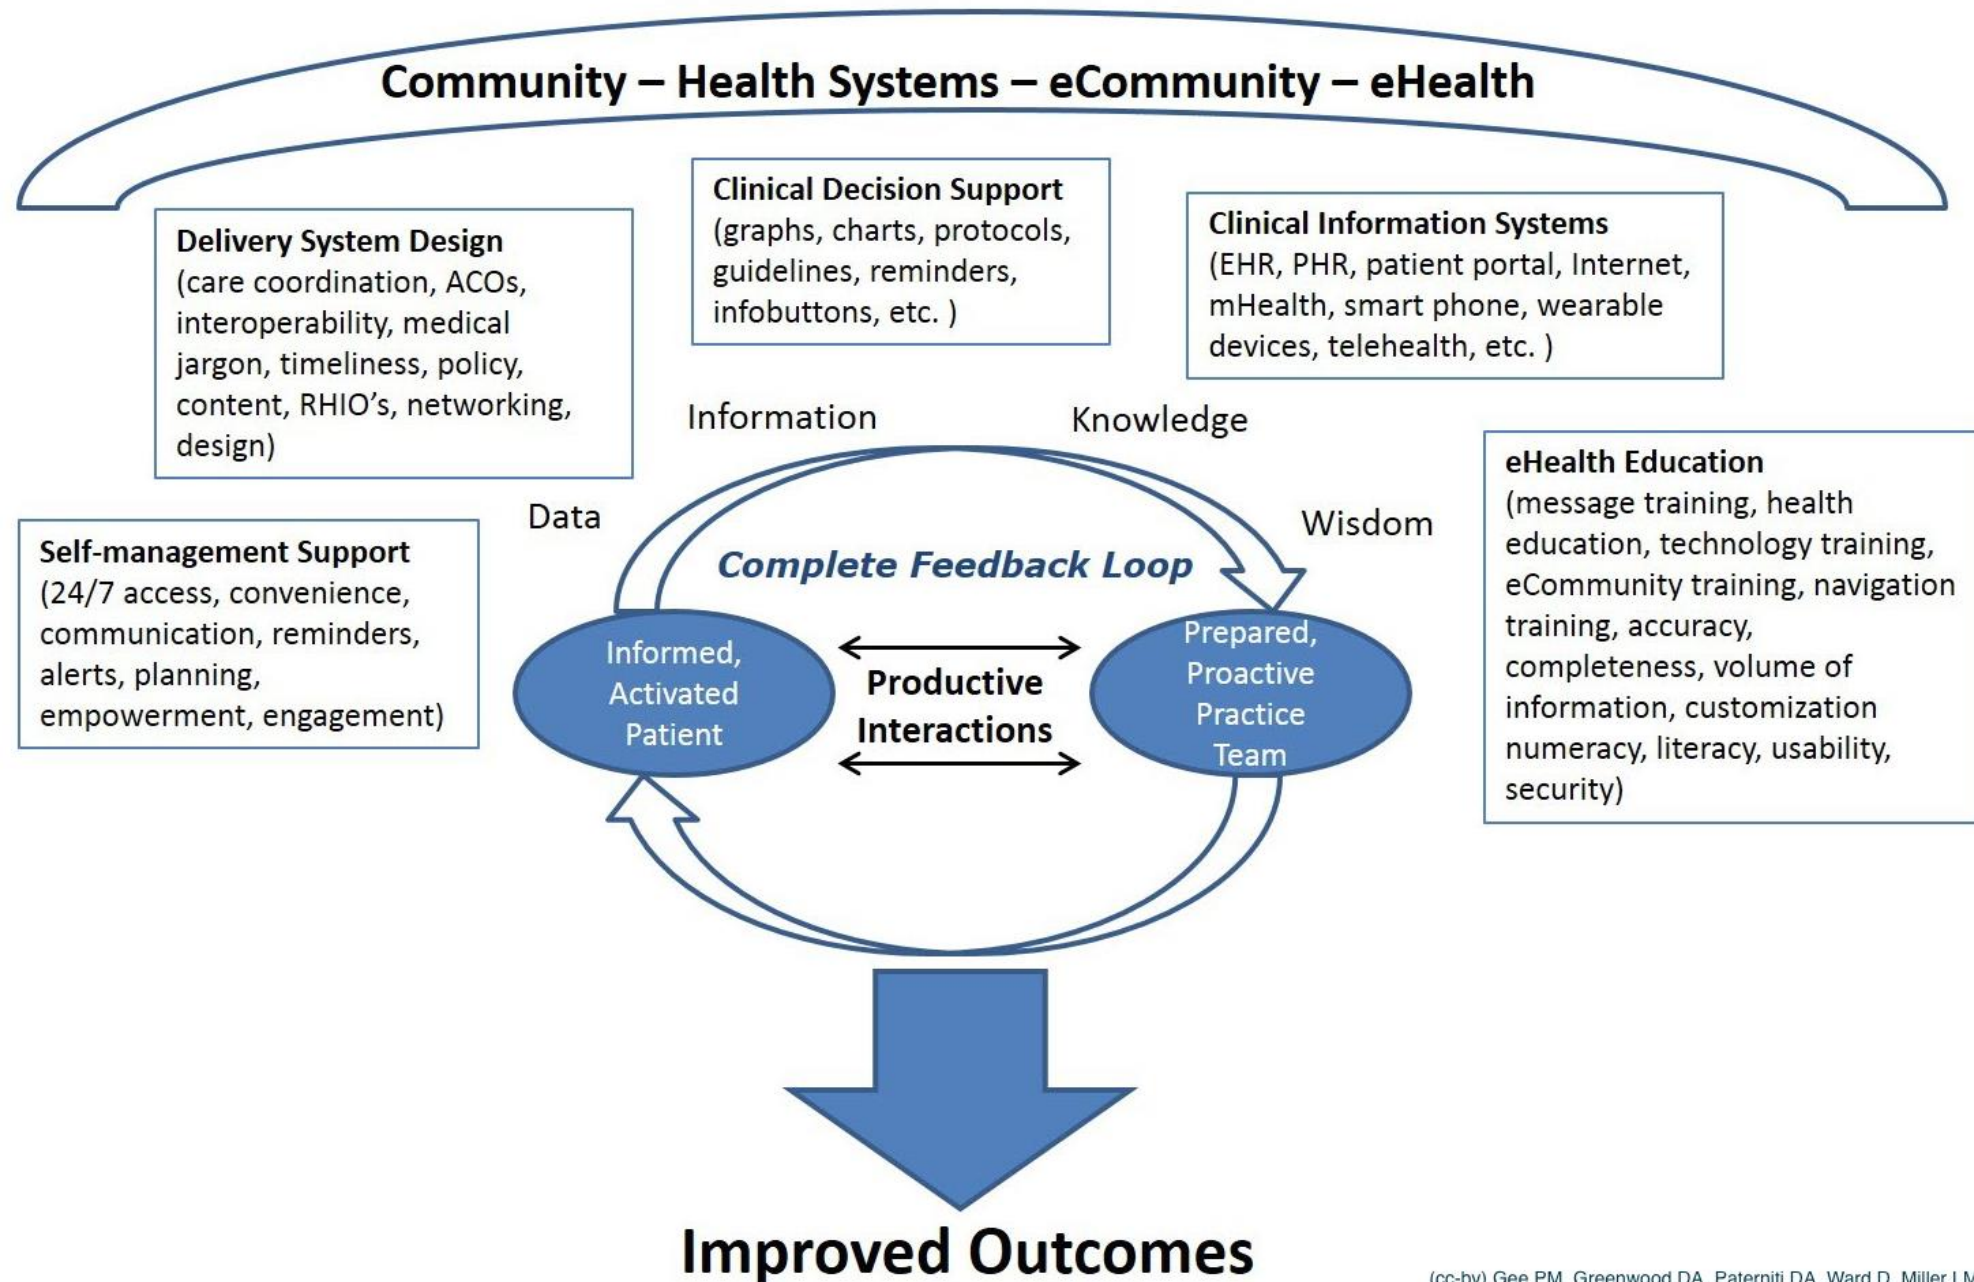 Community – Health Systems – eCommunity – eHealth
Clinical Decision Support
(graphs, charts, protocols,
guidelines, reminders,
infobuttons, etc. )
Clinical Information Systems
(EHR, PHR, patient portal, Internet,
mHealth, smart phone, wearable
devices, telehealth, etc. )
Delivery System Design
(care coordination, ACOs,
interoperability, medical
jargon, timeliness, policy,
content, RHIO’s, networking,
design)
Information
Knowledge
eHealth Education
(message training, health
education, technology training,
eCommunity training, navigation
training, accuracy,
completeness, volume of
information, customization
numeracy, literacy, usability,
security)
Data
Wisdom
Self-management Support
(24/7 access, convenience,
communication, reminders,
alerts, planning,
empowerment, engagement)
Complete Feedback Loop
Informed,
Activated
Patient
Productive
Interactions
Prepared,
Proactive
Practice
Team
Improved Outcomes
(cc-by) Gee PM, Greenwood DA, Paterniti DA, Ward D, Miller LM